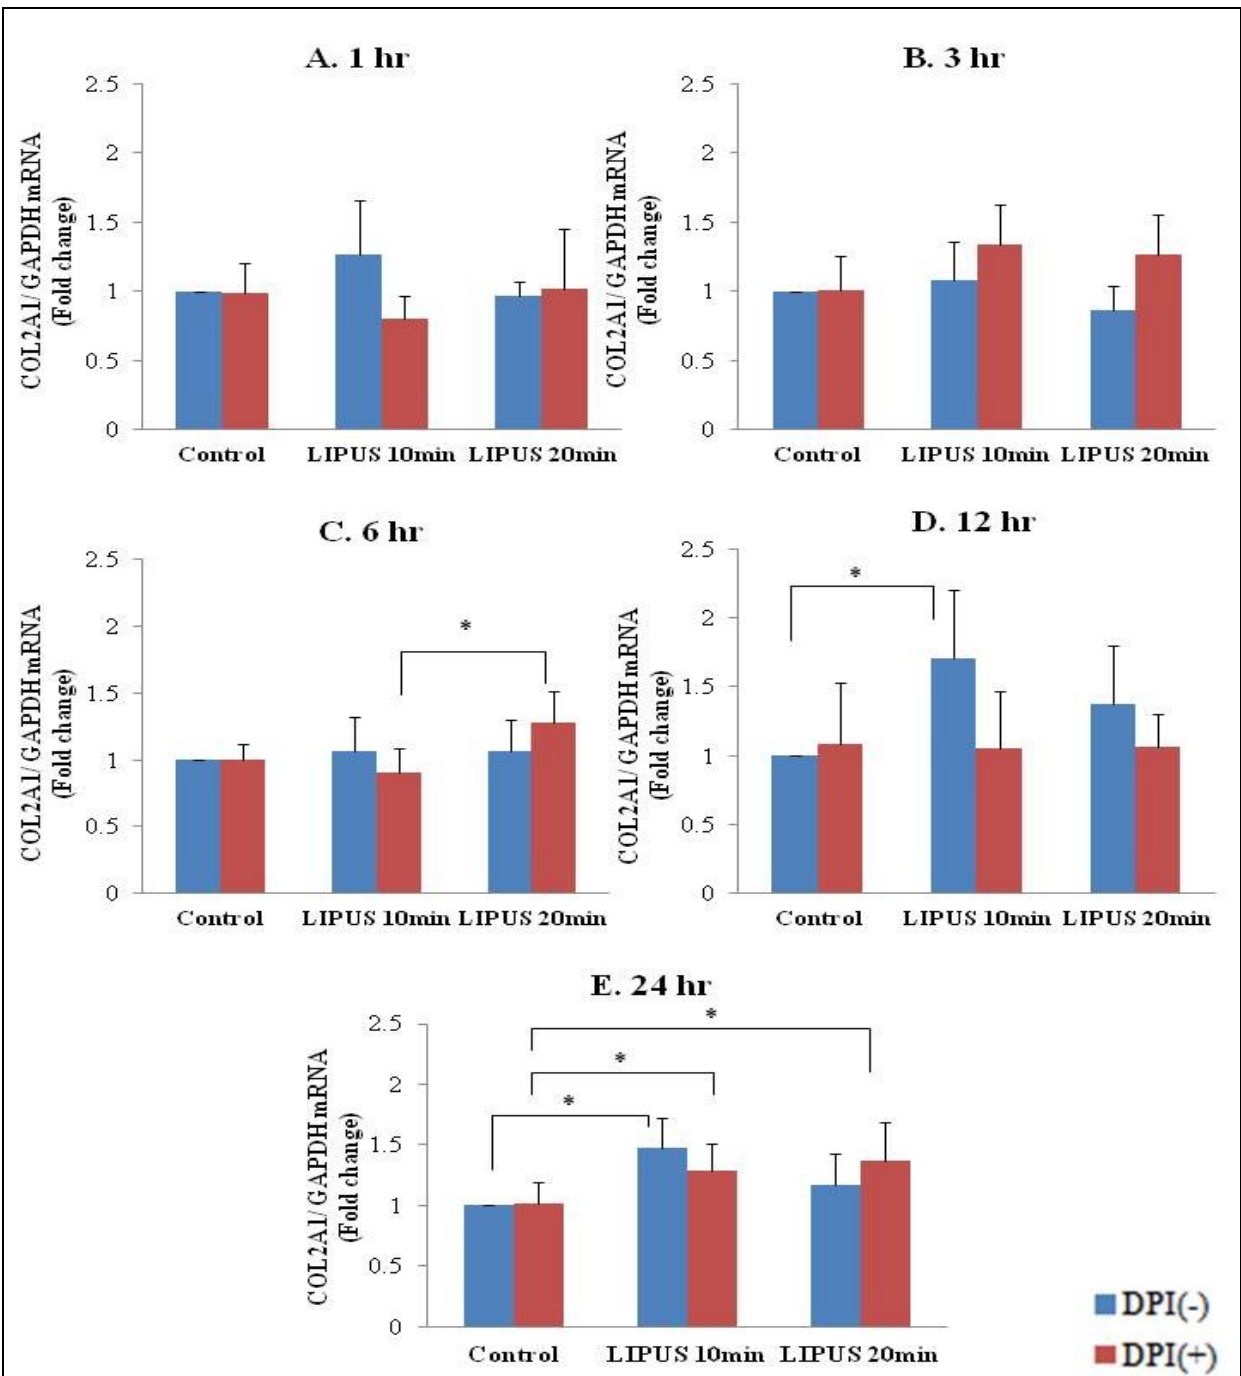 A. 1 hr
2.5
2
1.5
1
0.5
0
COL2A1/ GAPDH mRNA
(Fold change)
Control LIPUS 10min LIPUS 20min
B. 3 hr
2.5
2
1.5
1
0.5
0
COL2A1/ GAPDH mRNA
(Fold change)
Control LIPUS 10min LIPUS 20min
C. 6 hr
2.5
2
1.5
1
0.5
0
COL2A1/ GAPDH mRNA
(Fold change)
*
Control LIPUS 10min LIPUS 20min
D. 12 hr
2.5
2
1.5
1
0.5
0
COL2A1/ GAPDH mRNA
(Fold change)
*
Control LIPUS 10min LIPUS 20min
E. 24 hr
2.5
2
1.5
1
0.5
0
COL2A1/ GAPDH mRNA
(Fold change)
*
*
*
Control LIPUS 10min LIPUS 20min
DPI(-)
DPI(+)